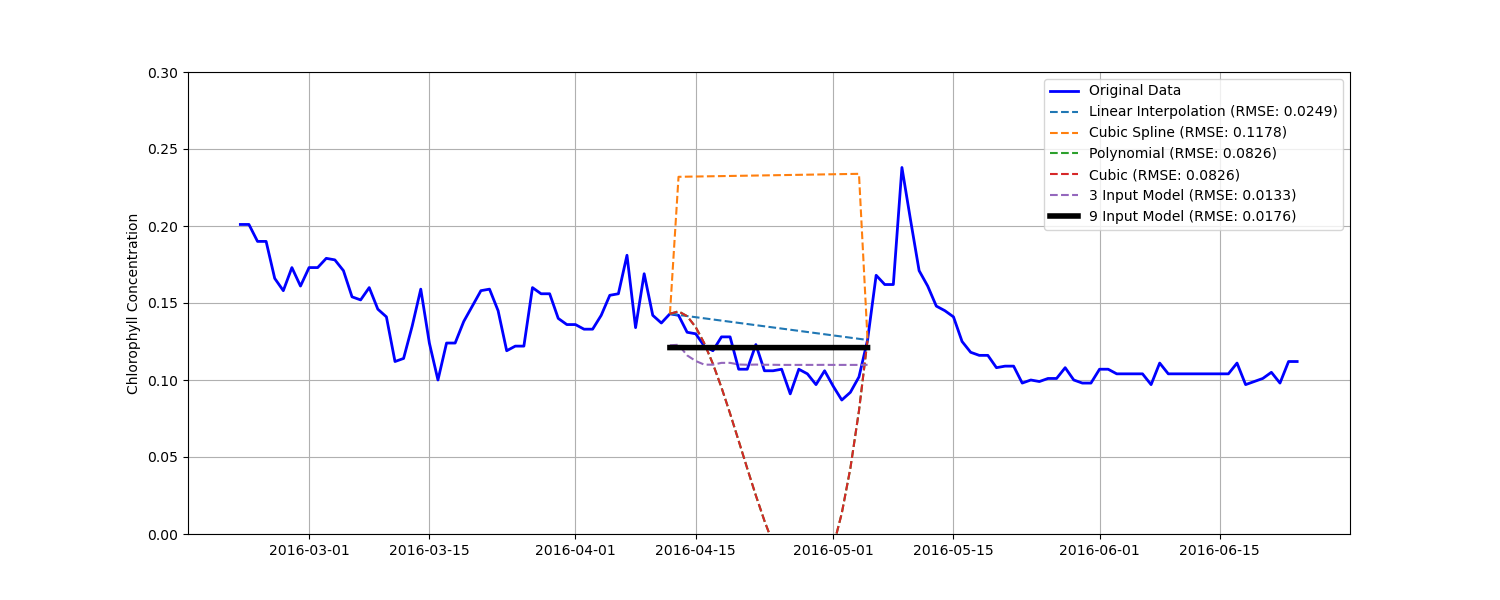 0.30
0.25
0.20
0.15
0.10
0.05
0.00
Chlorophyll Concentration
2016-03-01 2016-03-15 2016-04-01 2016-04-15 2016-05-01 2016-05-15 2016-06-01 2016-06-15
Original Data
Linear Interpolation (RMSE: 0.0249)
Cubic Spline (RMSE: 0.1178)
Polynomial (RMSE: 0.0826)
Cubic (RMSE: 0.0826)
3 Input Model (RMSE: 0.0133)
9 Input Model (RMSE: 0.0176)